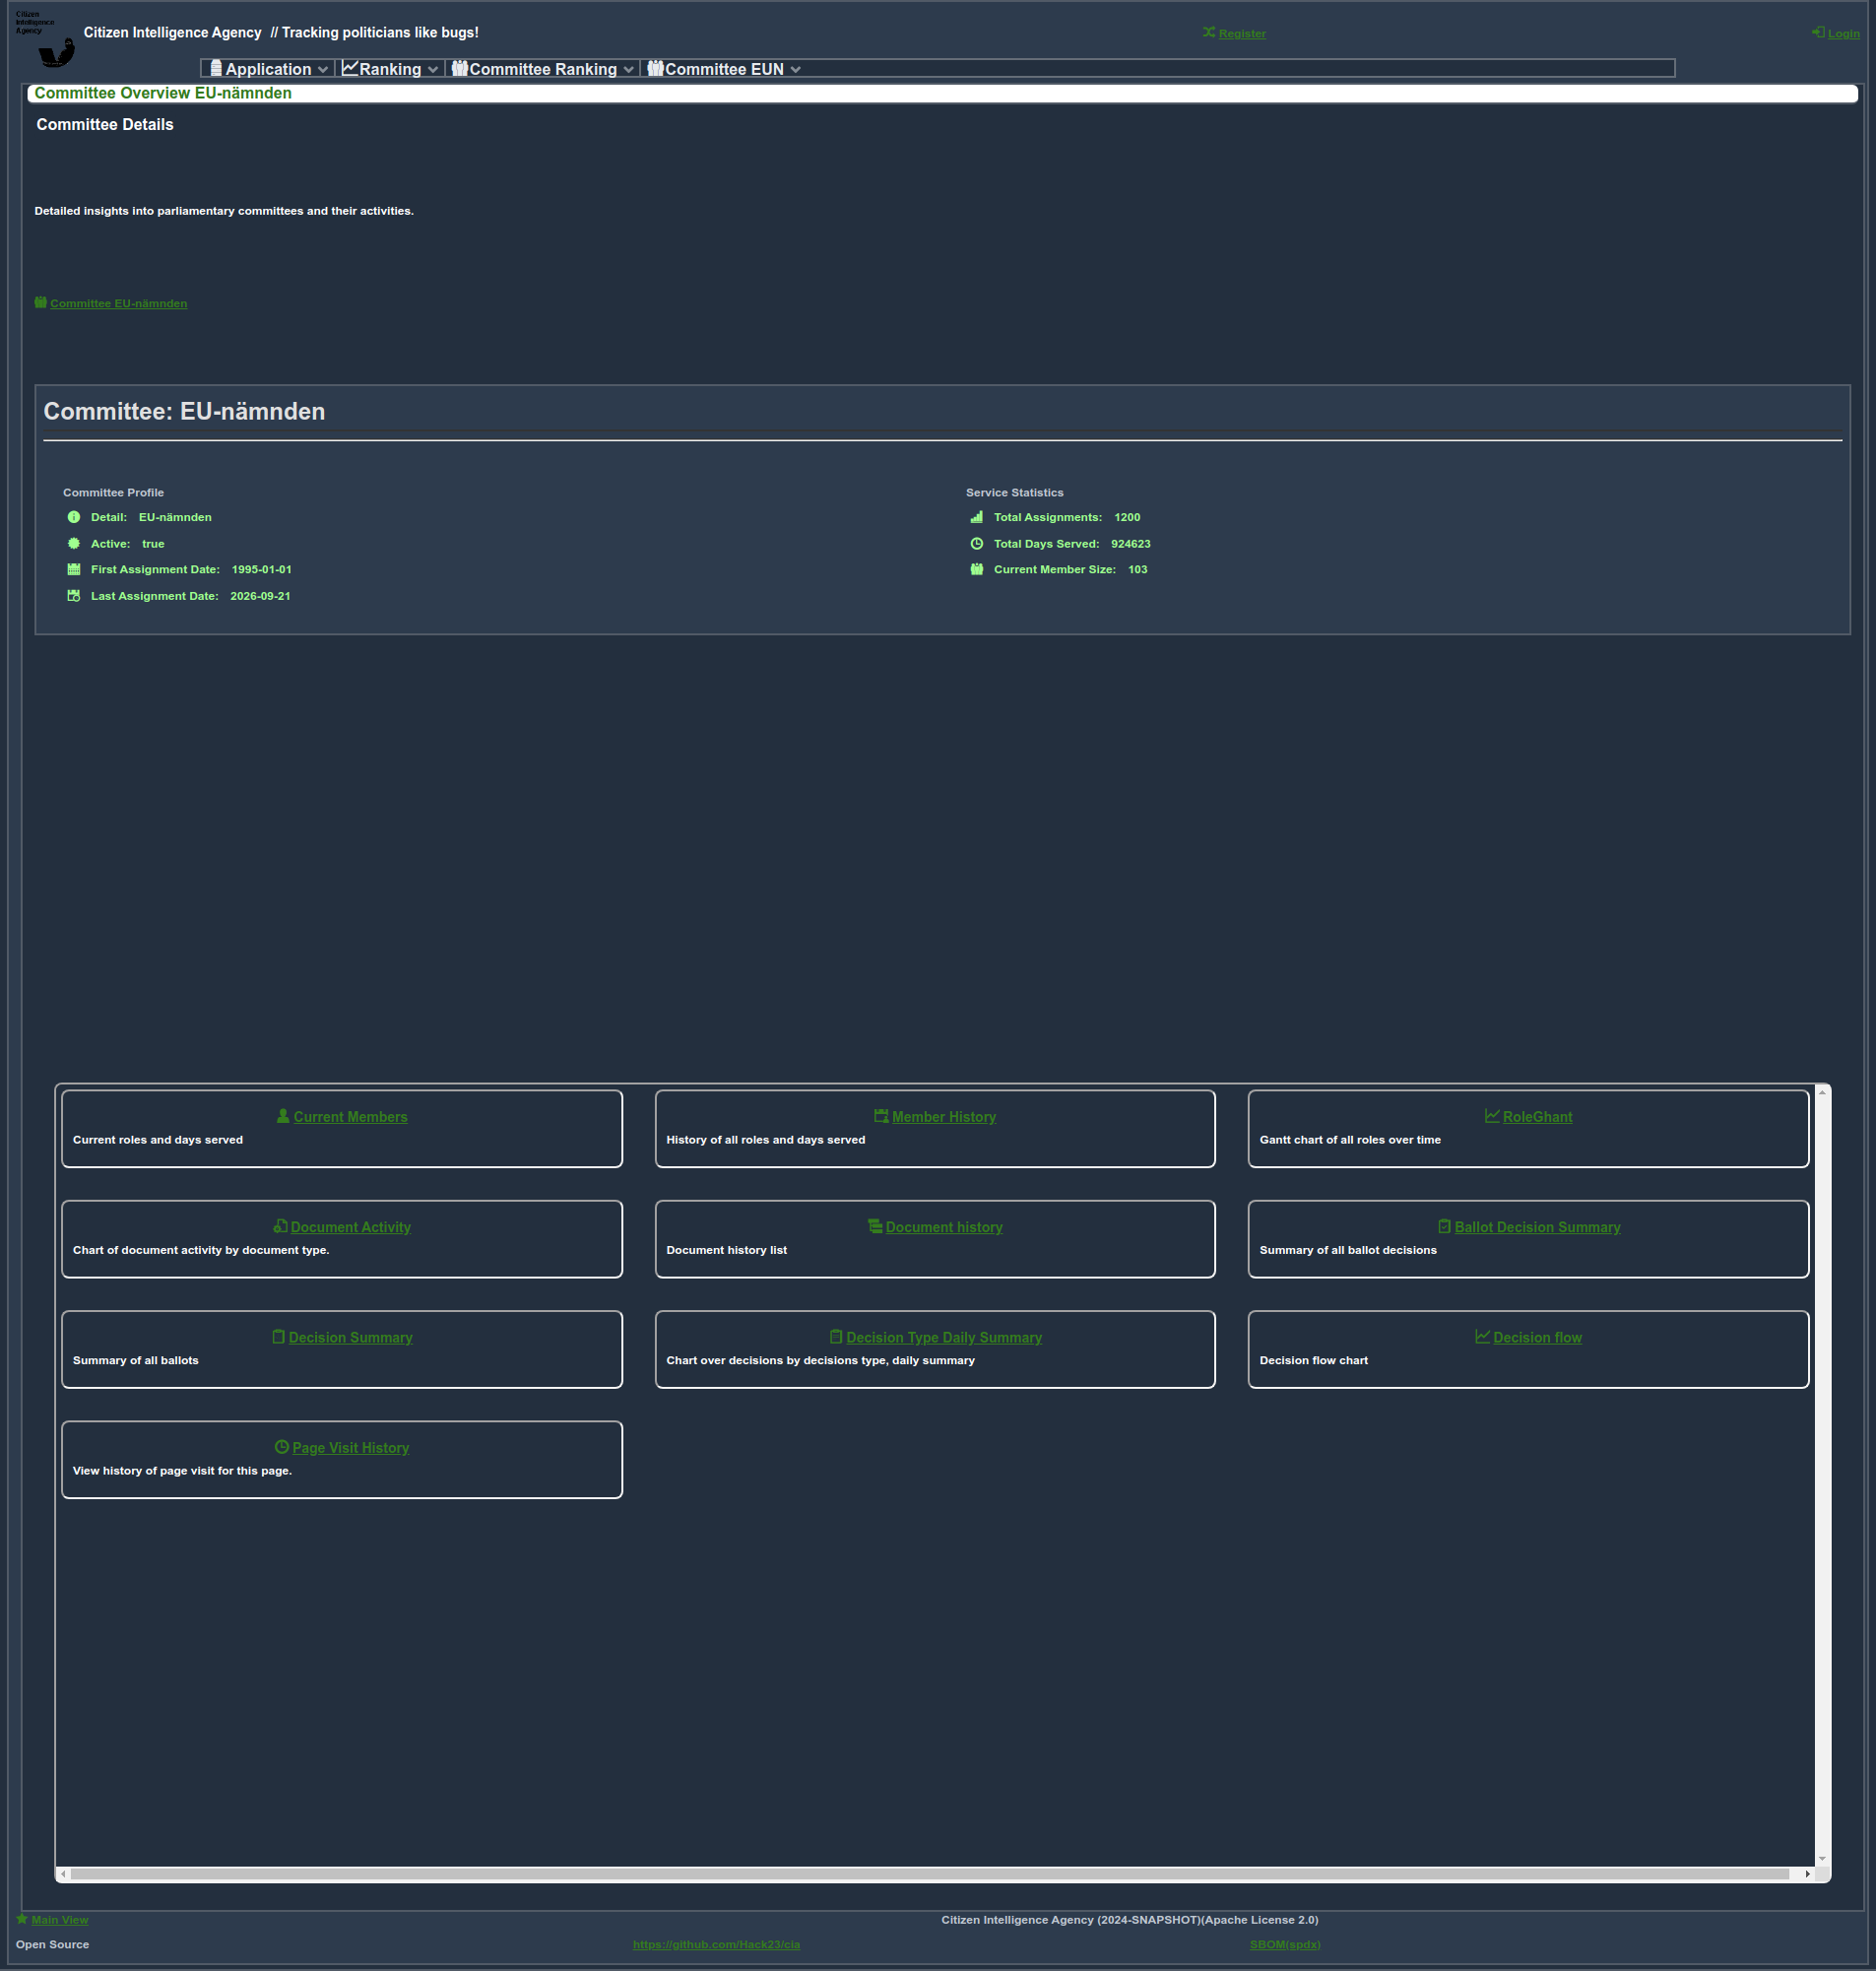 Citizen
Intelligence
Agency
Citizen Intelligence Agency // Tracking politicians like bugs!
Register
Login
Application
Ranking
Committee Ranking
Committee EUN
Committee Overview EU-nämnden
Committee Details
Detailed insights into parliamentary committees and their activities.
Committee EU-nämnden
Committee: EU-nämnden
Committee Profile
Detail: EU-nämnden
Active: true
First Assignment Date: 1995-01-01
Last Assignment Date: 2026-09-21
Service Statistics
Total Assignments: 1200
Total Days Served: 924623
Current Member Size: 103
Current Members
Current roles and days served
Member History
History of all roles and days served
RoleGhant
Gantt chart of all roles over time
Document Activity
Chart of document activity by document type.
Document history
Document history list
Ballot Decision Summary
Summary of all ballot decisions
Decision Summary
Summary of all ballots
Decision Type Daily Summary
Chart over decisions by decisions type, daily summary
Decision flow
Decision flow chart
Page Visit History
View history of page visit for this page.
Main View
Citizen Intelligence Agency (2024-SNAPSHOT)(Apache License 2.0)
Open Source
https://github.com/Hack23/cia
SBOM(spdx)